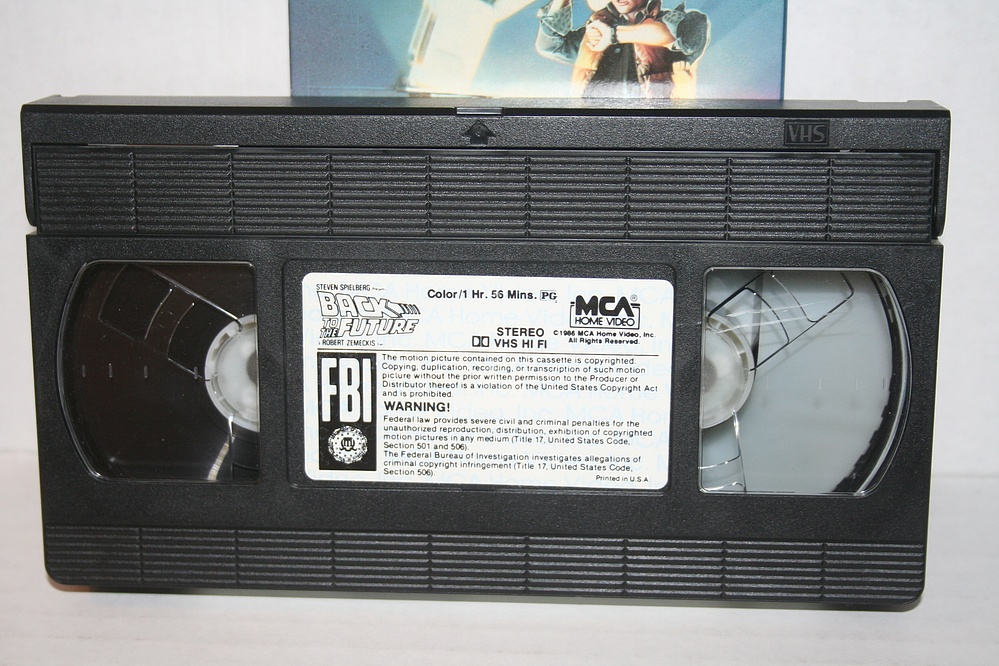 VHS
STEVEN SPIELBERG
BACK
TO THE FUTURE
ROBERT ZEMECKIS
Color/1 Hr. 56 Mins. PG
STEREO
VHS HI FI
MCA®
HOME VIDEO
©1986 MCA Home Video, Inc.
All Rights Reserved.
FBI
The motion picture contained on this cassette is copyrighted.
Copying, duplication, recording, or transcription of such motion
picture without the prior written permission to the Producer or
Distributor thereof is a violation of the United States Copyright Act
and is prohibited.
WARNING!
Federal law provides severe civil and criminal penalties for the
unauthorized reproduction, distribution, exhibition of copyrighted
motion pictures in any medium (Title 17, United States Code,
Section 501 and 506).
The Federal Bureau of Investigation investigates allegations of
criminal copyright infringement (Title 17, United States Code,
Section 506).
Printed in U.S.A